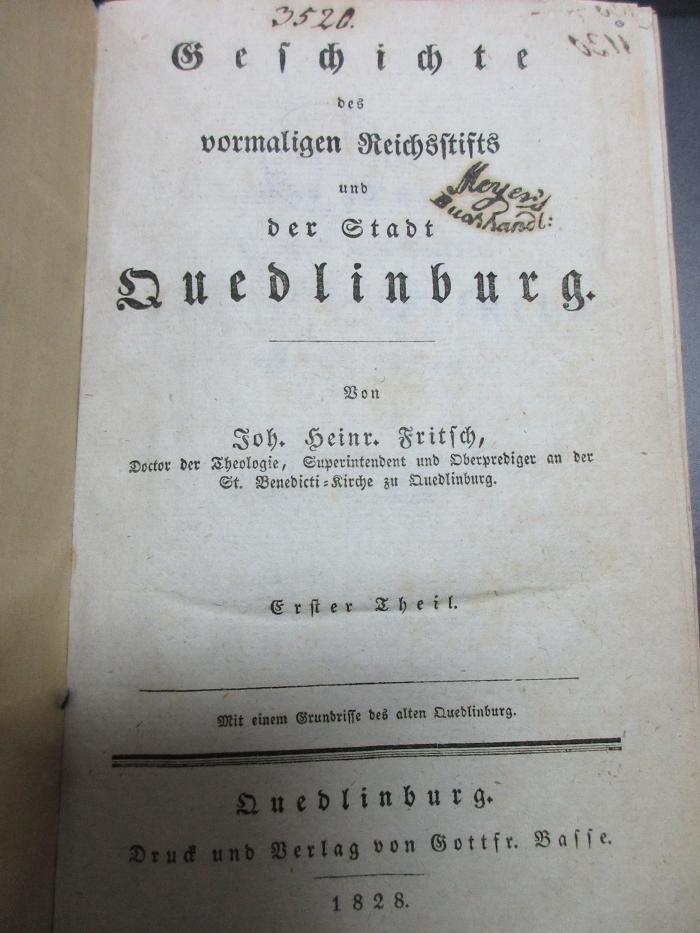 3520.
1130
Geschichte
des
vormaligen Reichsstifts
und
Meyer's
Buchhandl:
der Stadt
Quedlinburg.
Von
Joh. Heinr. Fritsch,
Doctor der Theologie, Superintendent und Oberprediger an der
St. Benedicti-Kirche zu Quedlinburg.
Erster Theil.
Mit einem Grundrisse des alten Quedlinburg.
Quedlinburg.
Druck und Verlag von Gottfr. Basse.
1828.